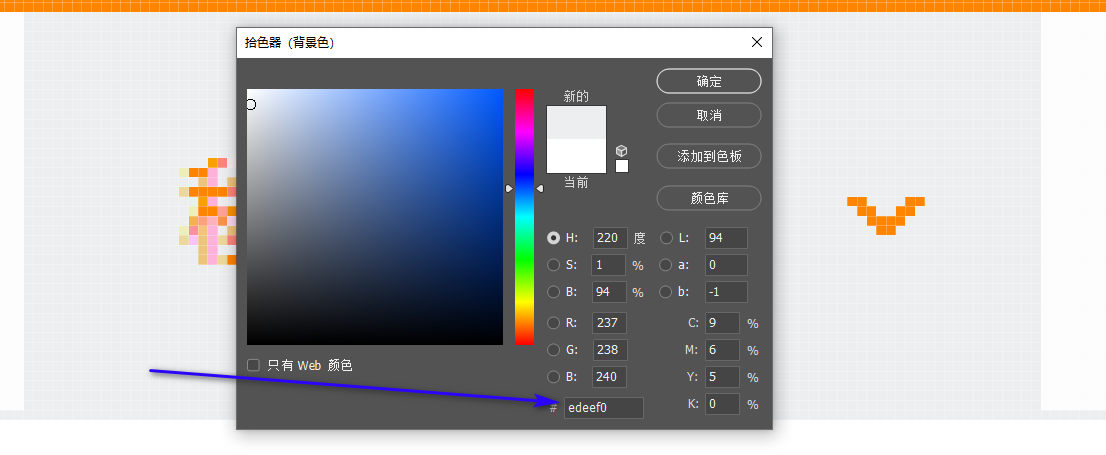 拾色器 (背景色)
确定
新的
取消
添加到色板
当前
颜色库
H: 220 度
L: 94
S: 1 %
a: 0
B: 94 %
b: -1
R: 237
C: 9 %
G: 238
M: 6 %
B: 240
Y: 5 %
只有 Web 颜色
# edeef0
K: 0 %